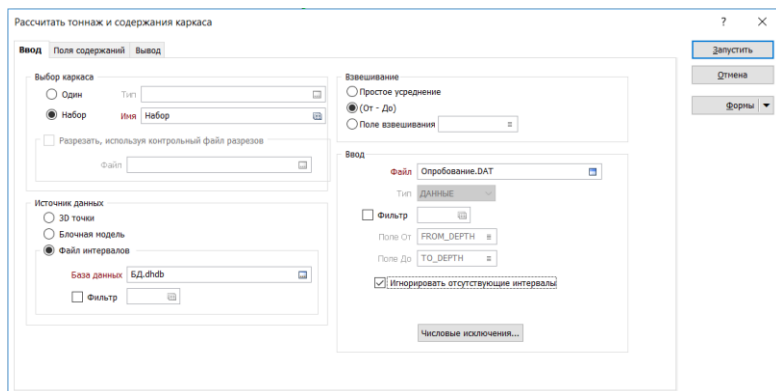 Рассчитать тоннаж и содержания каркаса
? ×
Ввод Поля содержаний Вывод
Запустить
Отмена
Формы
Выбор каркаса
Один Тип
Набор Имя Набор
Разрезать, используя контрольный файл разрезов
Файл
Источник данных
3D точки
Блочная модель
Файл интервалов
База данных БД.dhdb
Фильтр
Взвешивание
Простое усреднение
(От - До)
Поле взвешивания
Ввод
Файл Опробование.DAT
Тип ДАННЫЕ
Фильтр
Поле От FROM_DEPTH
Поле До TO_DEPTH
Игнорировать отсутствующие интервалы
Числовые исключения...